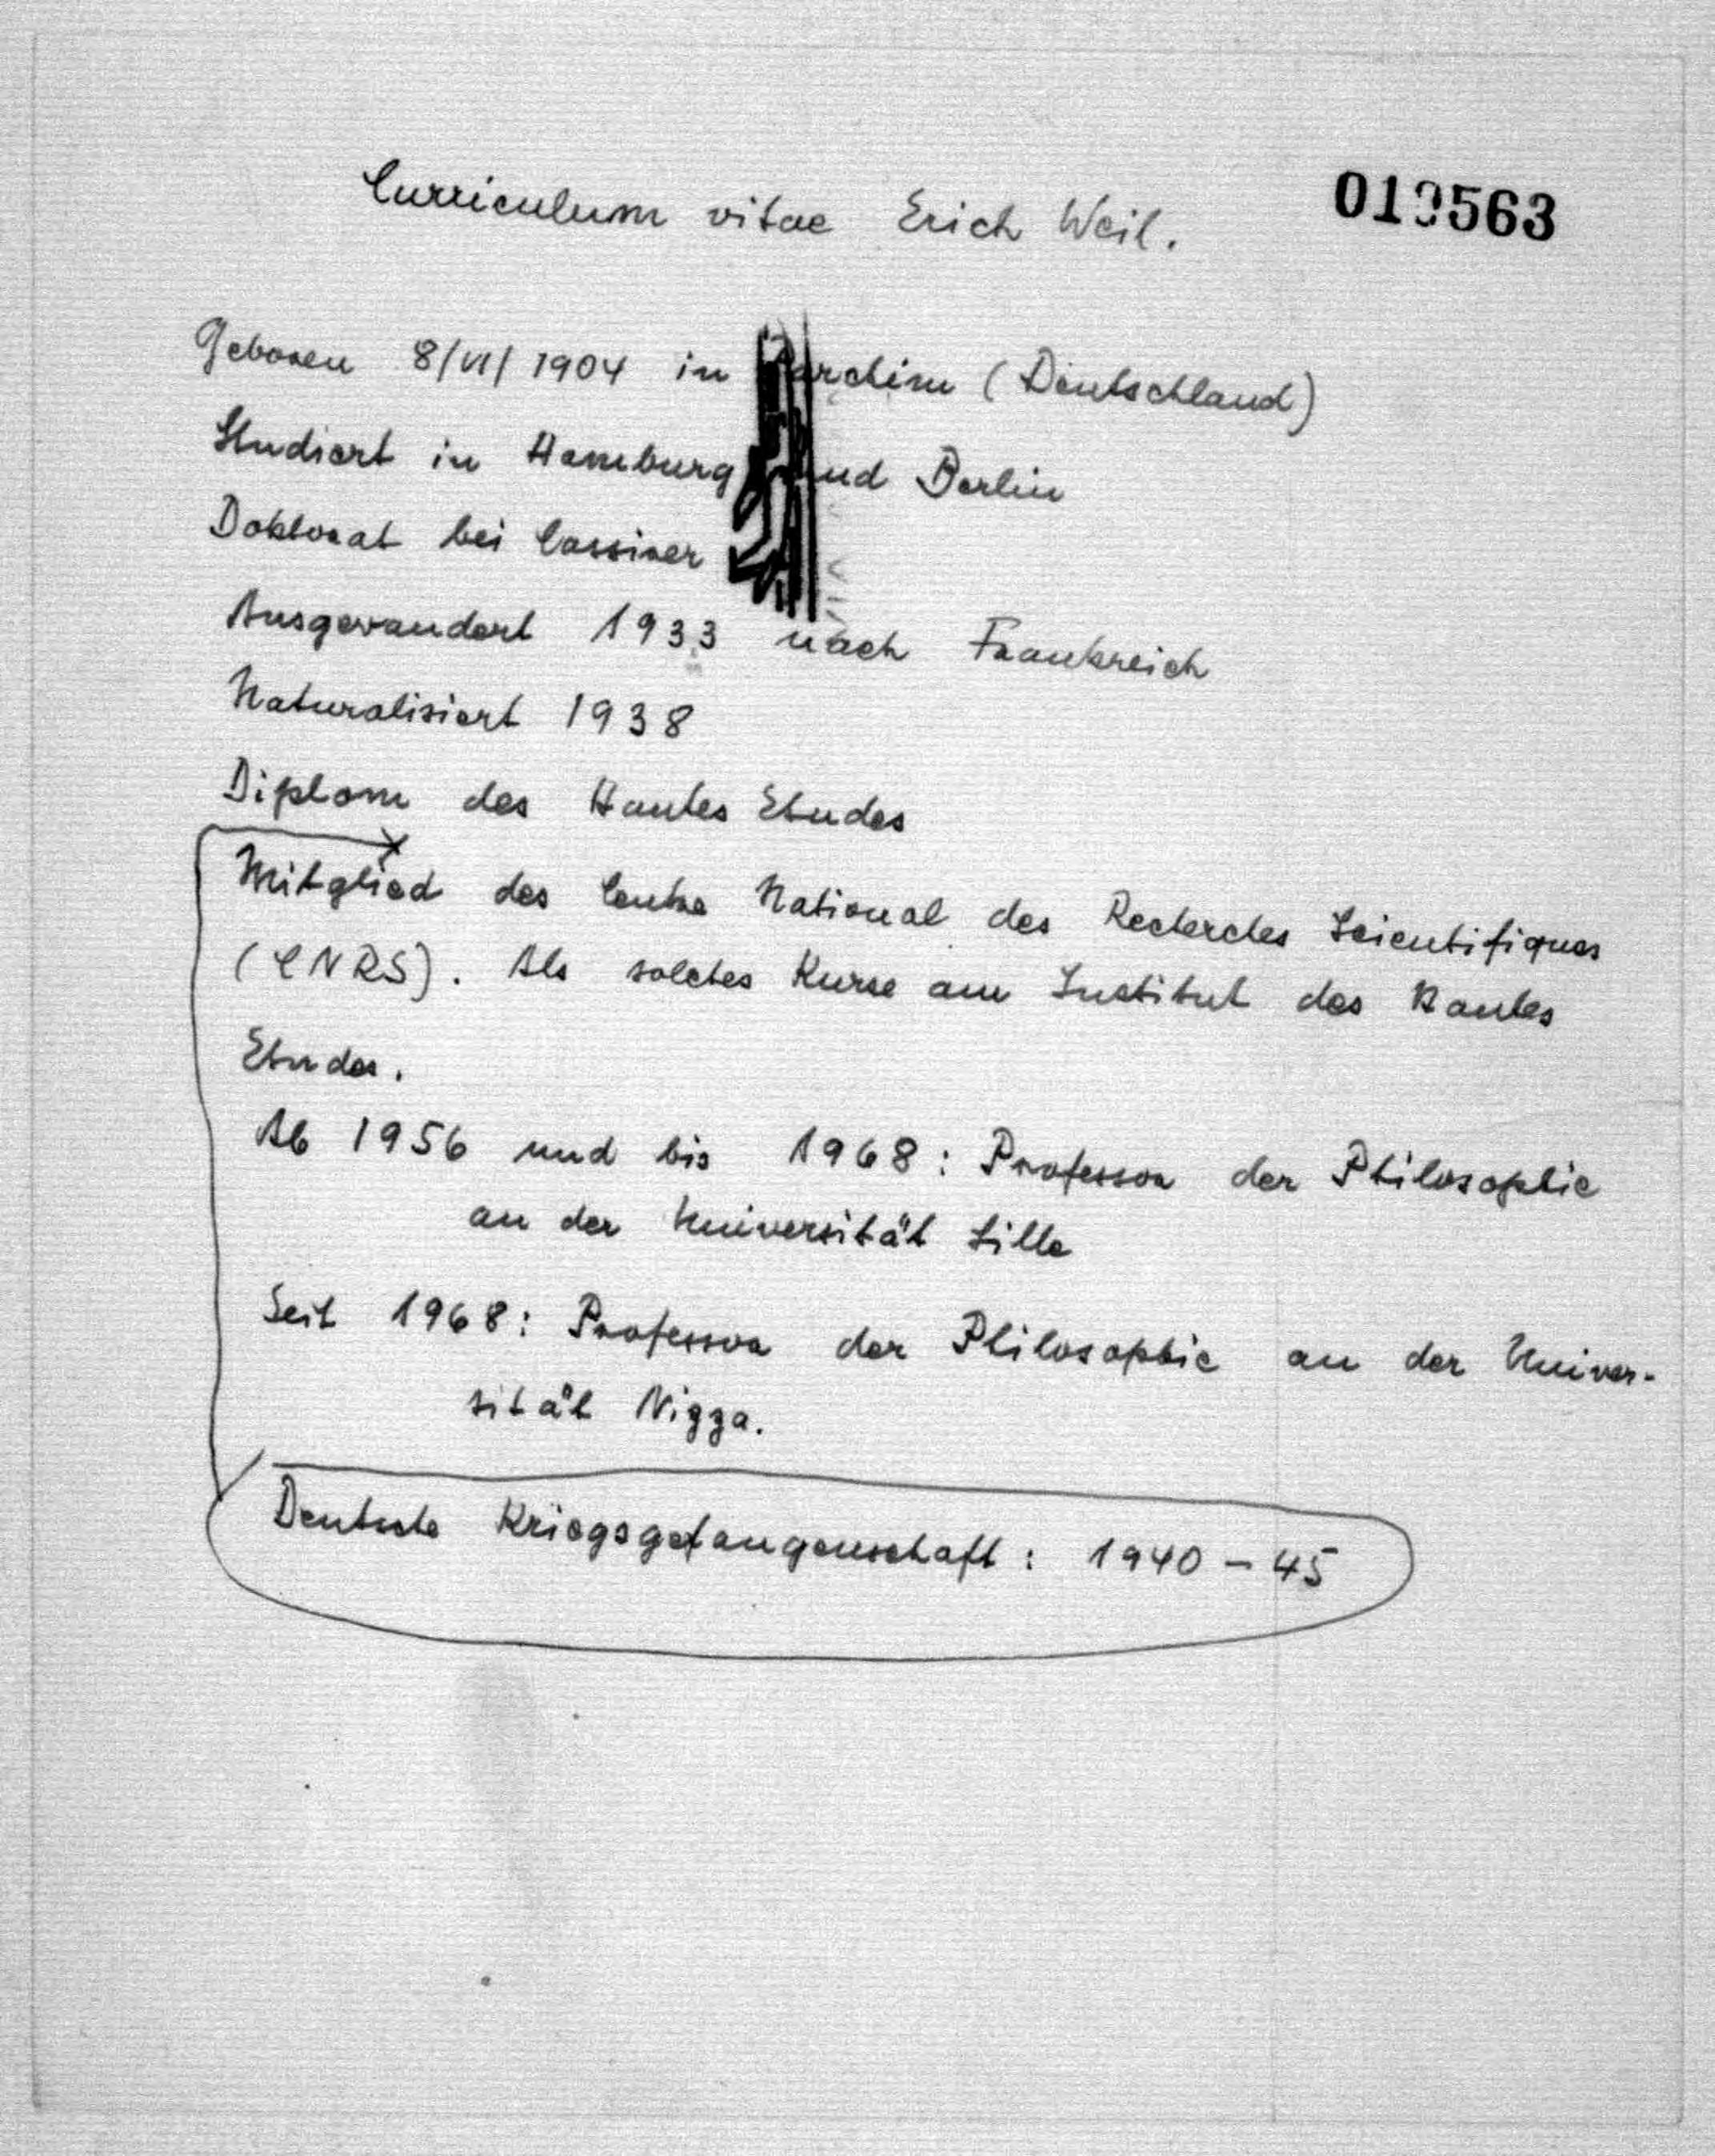 Curriculum vitae Erich Weil.
Geboren 8/VI/1904 in Parchim (Deutschland)
Studiert in Hamburg und Berlin
Doktorat bei Cassirer
Ausgewandert 1933 nach Frankreich
Naturalisiert 1938
Diplom des Hautes Etudes
Mitglied des Centre National des Recherches Scientifiques
(CNRS). Als solches Kurse am Institut des Hautes
Etudes.
Ab 1956 und bis 1968: Professor der Philosophie
an der Universität Lille
Seit 1968: Professor der Philosophie an der Univer-
sität Nizza.
Deutsche Kriegsgefangenschaft: 1940 - 45